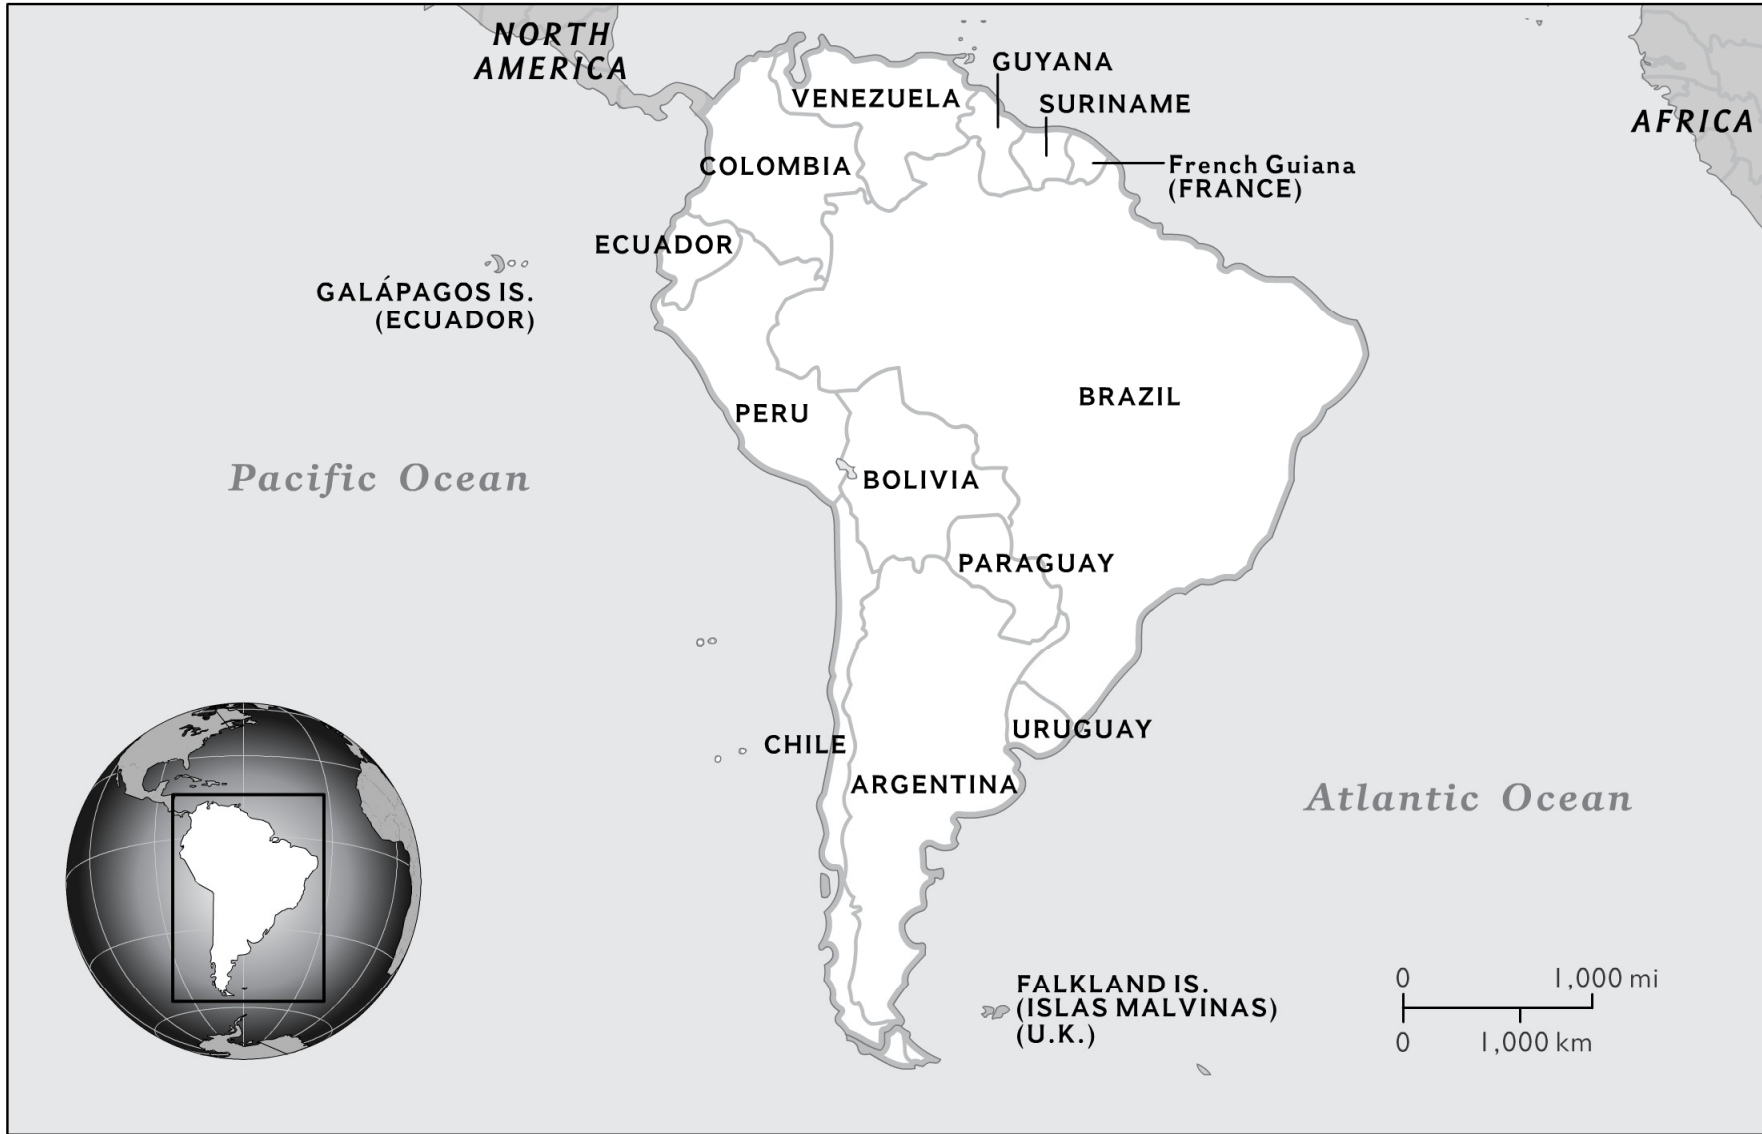 NORTH
AMERICA
GUYANA
VENEZUELA
SURINAME
AFRICA
COLOMBIA
French Guiana
(FRANCE)
ECUADOR
GALÁPAGOS IS.
(ECUADOR)
BRAZIL
PERU
Pacific Ocean
BOLIVIA
PARAGUAY
URUGUAY
CHILE
ARGENTINA
Atlantic Ocean
FALKLAND IS.
(ISLAS MALVINAS)
(U.K.)
0 1,000 mi
0 1,000 km